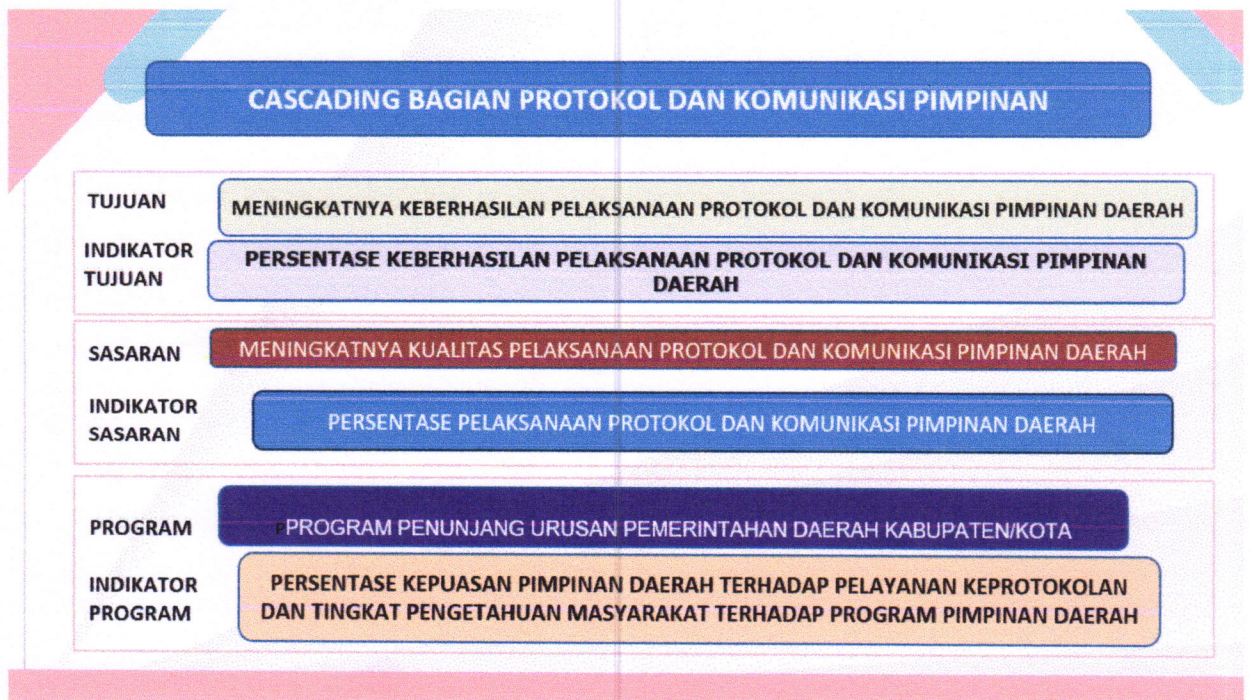 CASCADING BAGIAN PROTOKOL DAN KOMUNIKASI PIMPINAN
TUJUAN
MENINGKATNYA KEBERHASILAN PELAKSANAAN PROTOKOL DAN KOMUNIKASI PIMPINAN DAERAH
INDIKATOR
TUJUAN
PERSENTASE KEBERHASILAN PELAKSANAAN PROTOKOL DAN KOMUNIKASI PIMPINAN
DAERAH
SASARAN
MENINGKATNYA KUALITAS PELAKSANAAN PROTOKOL DAN KOMUNIKASI PIMPINAN DAERAH
INDIKATOR
SASARAN
PERSENTASE PELAKSANAAN PROTOKOL DAN KOMUNIKASI PIMPINAN DAERAH
PROGRAM
PPROGRAM PENUNJANG URUSAN PEMERINTAHAN DAERAH KABUPATEN/KOTA
INDIKATOR
PROGRAM
PERSENTASE KEPUASAN PIMPINAN DAERAH TERHADAP PELAYANAN KEPROTOKOLAN
DAN TINGKAT PENGETAHUAN MASYARAKAT TERHADAP PROGRAM PIMPINAN DAERAH